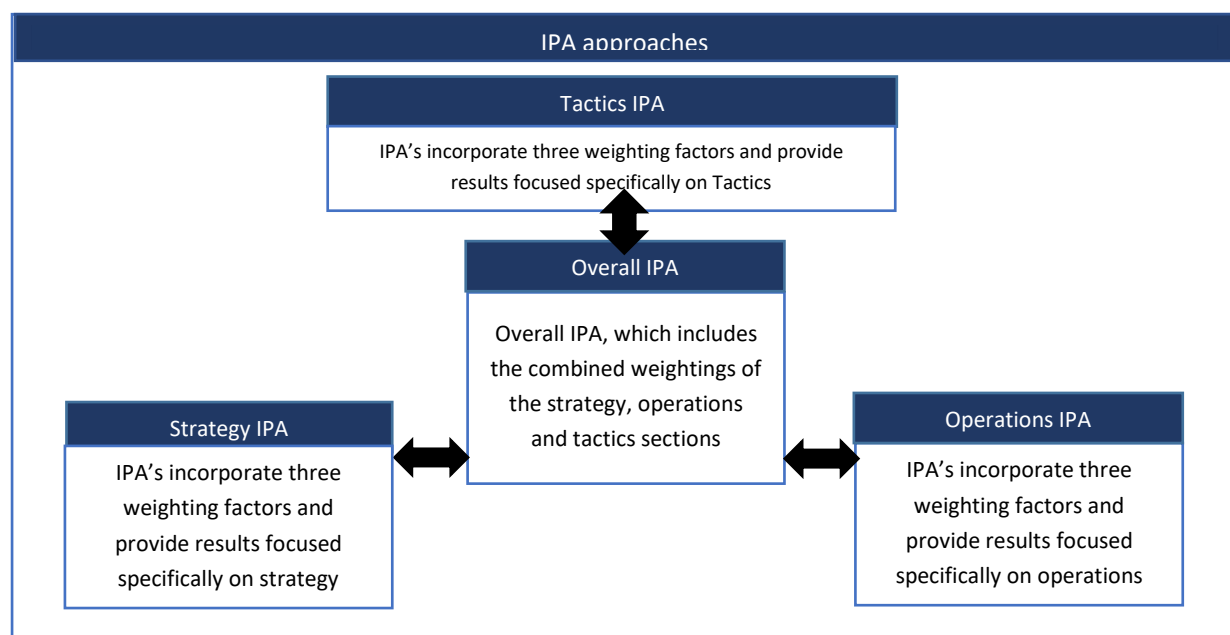 IPA approaches
Tactics IPA
IPA’s incorporate three weighting factors and provide
results focused specifically on Tactics
Overall IPA
Overall IPA, which includes
the combined weightings of
the strategy, operations
and tactics sections
Strategy IPA
IPA’s incorporate three
weighting factors and
provide results focused
specifically on strategy
Operations IPA
IPA’s incorporate three
weighting factors and
provide results focused
specifically on operations